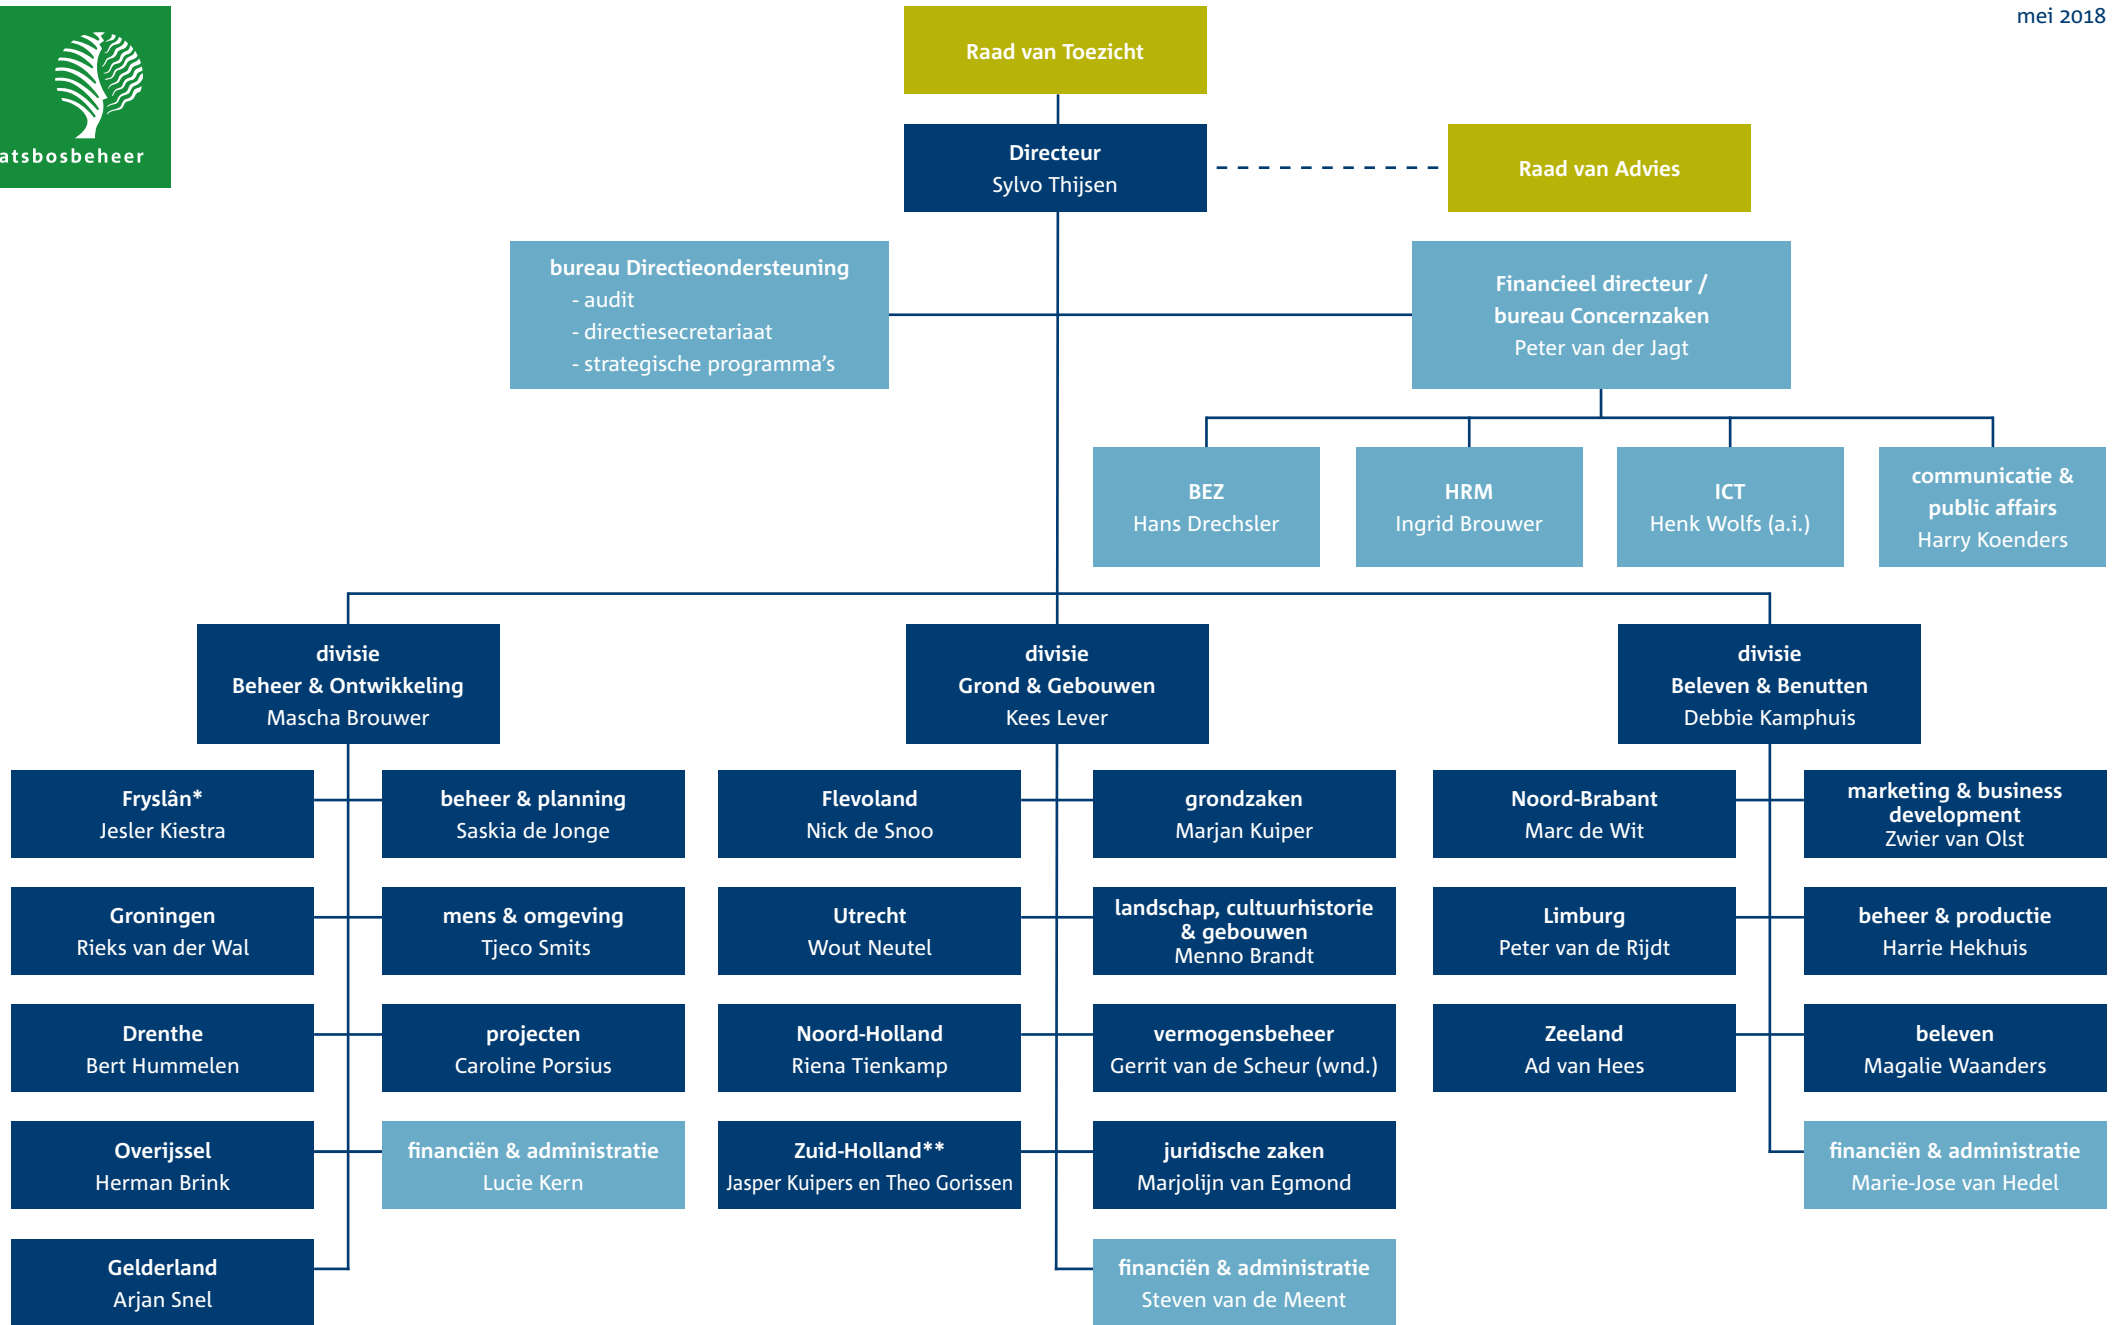 mei 2018
atsbosbeheer
Raad van Toezicht
Directeur
Sylvo Thijsen
Raad van Advies
bureau Directieondersteuning
- audit
- directiesecretariaat
- strategische programma’s
Financieel directeur /
bureau Concernzaken
Peter van der Jagt
BEZ
Hans Drechsler
HRM
Ingrid Brouwer
ICT
Henk Wolfs (a.i.)
communicatie &
public affairs
Harry Koenders
divisie
Beheer & Ontwikkeling
Mascha Brouwer
divisie
Grond & Gebouwen
Kees Lever
divisie
Beleven & Benutten
Debbie Kamphuis
Fryslân*
Jesler Kiestra
beheer & planning
Saskia de Jonge
Flevoland
Nick de Snoo
grondzaken
Marjan Kuiper
Noord-Brabant
Marc de Wit
marketing & business
development
Zwier van Olst
Groningen
Rieks van der Wal
mens & omgeving
Tjeco Smits
Utrecht
Wout Neutel
landschap, cultuurhistorie
& gebouwen
Menno Brandt
Limburg
Peter van de Rijdt
beheer & productie
Harrie Hekhuis
Drenthe
Bert Hummelen
projecten
Caroline Porsius
Noord-Holland
Riena Tienkamp
vermogensbeheer
Gerrit van de Scheur (wnd.)
Zeeland
Ad van Hees
beleven
Magalie Waanders
Overijssel
Herman Brink
financiën & administratie
Lucie Kern
Zuid-Holland**
Jasper Kuipers en Theo Gorissen
juridische zaken
Marjolijn van Egmond
financiën & administratie
Marie-Jose van Hedel
Gelderland
Arjan Snel
financiën & administratie
Steven van de Meent